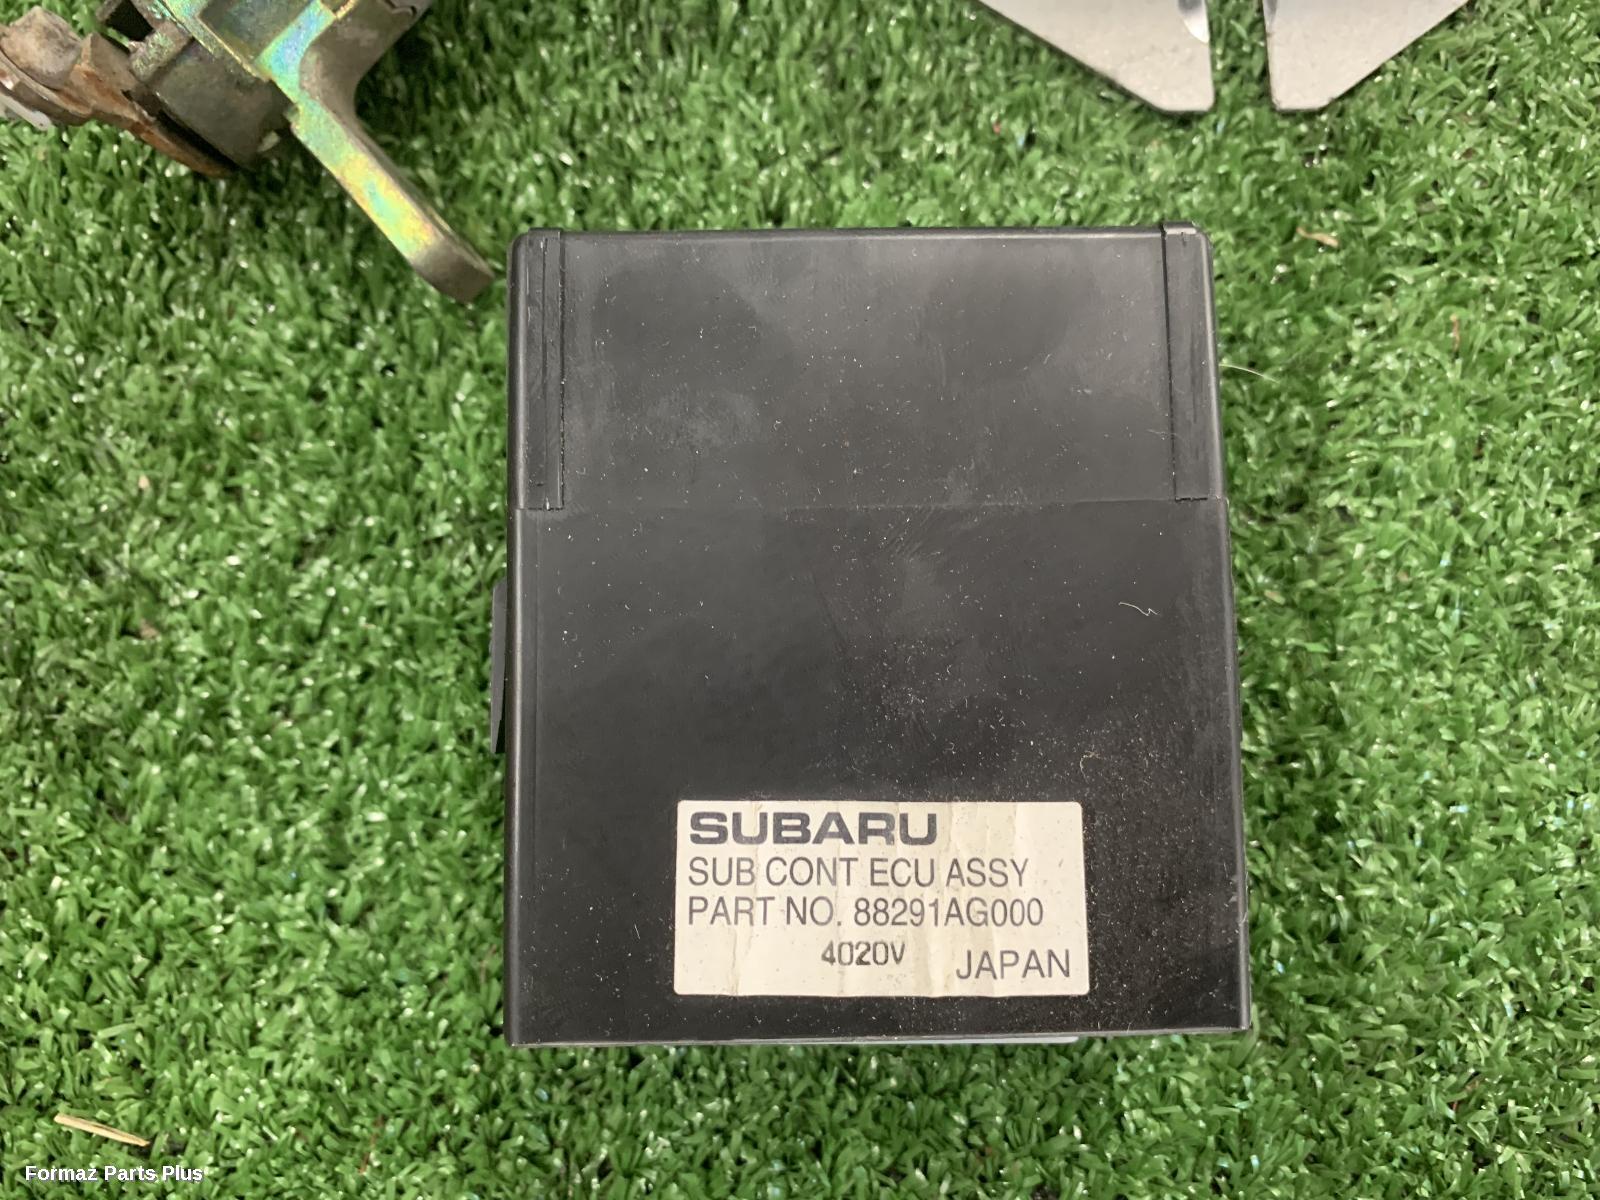 SUBARU
SUB CONT ECU ASSY
PART NO. 88291AG000
4020V JAPAN
Formaz Parts Plus